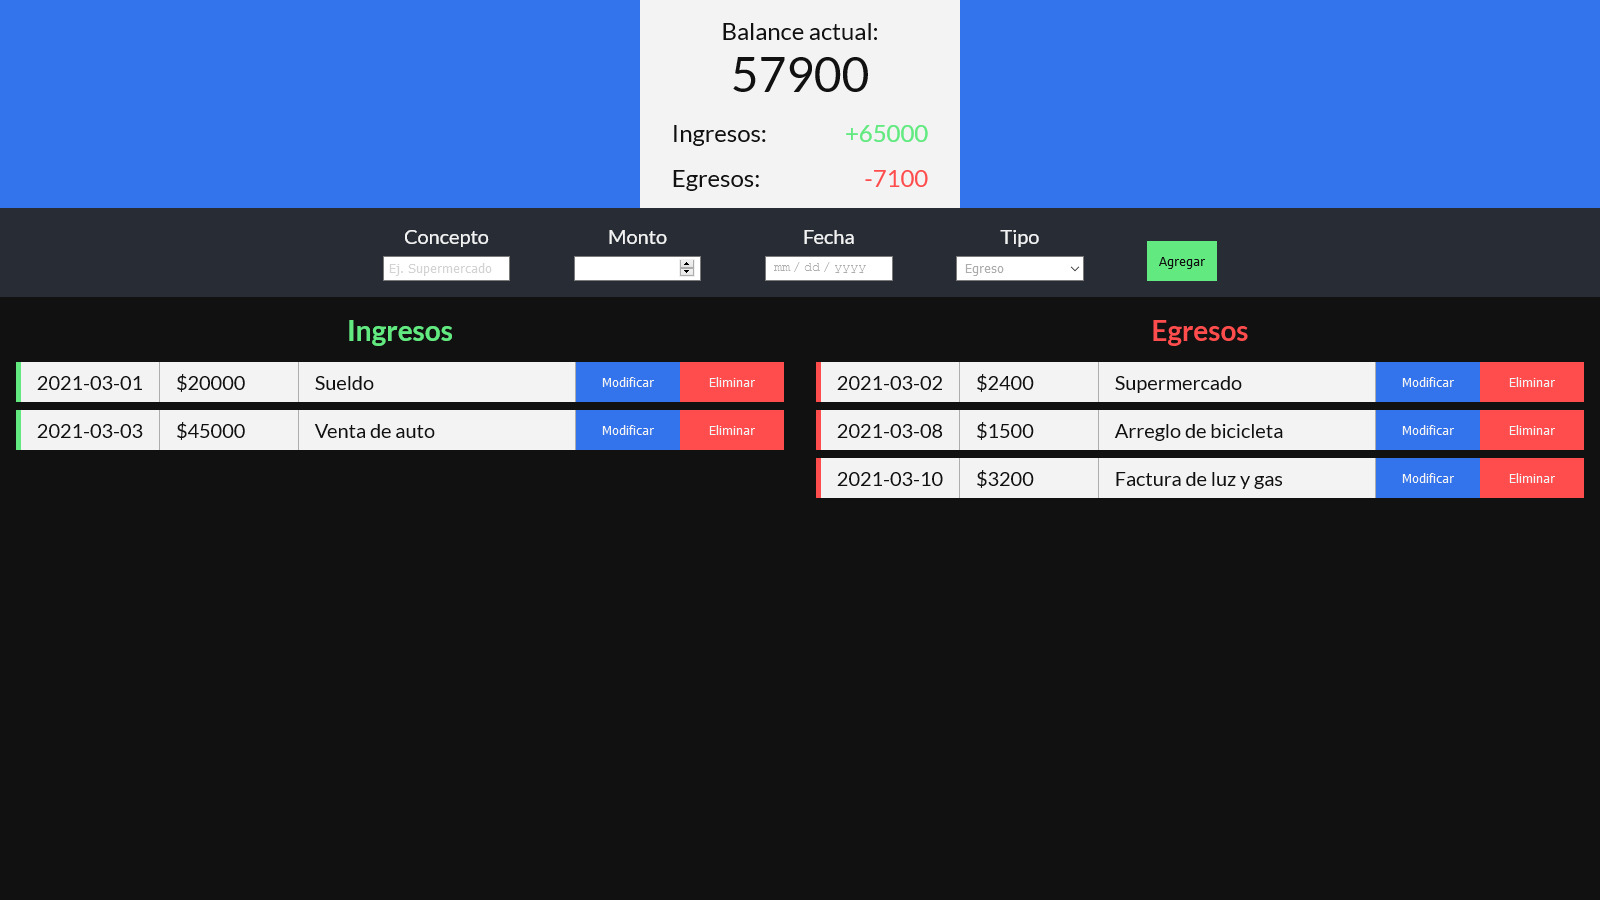 Balance actual:
57900
Ingresos: +65000
Egresos: -7100
Concepto Monto Fecha Tipo
Ej. Supermercado mm / dd / yyyy Egreso Agregar
Ingresos
2021-03-01 $20000 Sueldo Modificar Eliminar
2021-03-03 $45000 Venta de auto Modificar Eliminar
Egresos
2021-03-02 $2400 Supermercado Modificar Eliminar
2021-03-08 $1500 Arreglo de bicicleta Modificar Eliminar
2021-03-10 $3200 Factura de luz y gas Modificar Eliminar